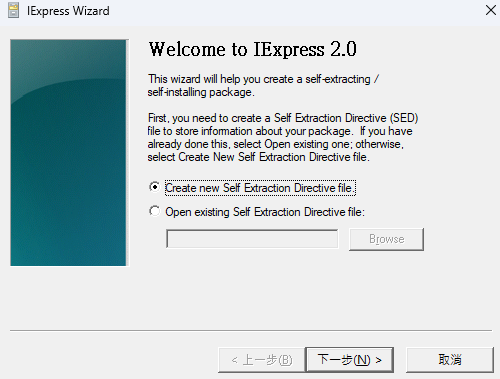 IExpress Wizard
Welcome to IExpress 2.0
This wizard will help you create a self-extracting /
self-installing package.
First, you need to create a Self Extraction Directive (SED)
file to store information about your package.  If you have
already done this, select Open existing one; otherwise,
select Create New Self Extraction Directive file.
Create new Self Extraction Directive file.
Open existing Self Extraction Directive file:
Browse
< 上一步(B)
下一步(N) >
取消